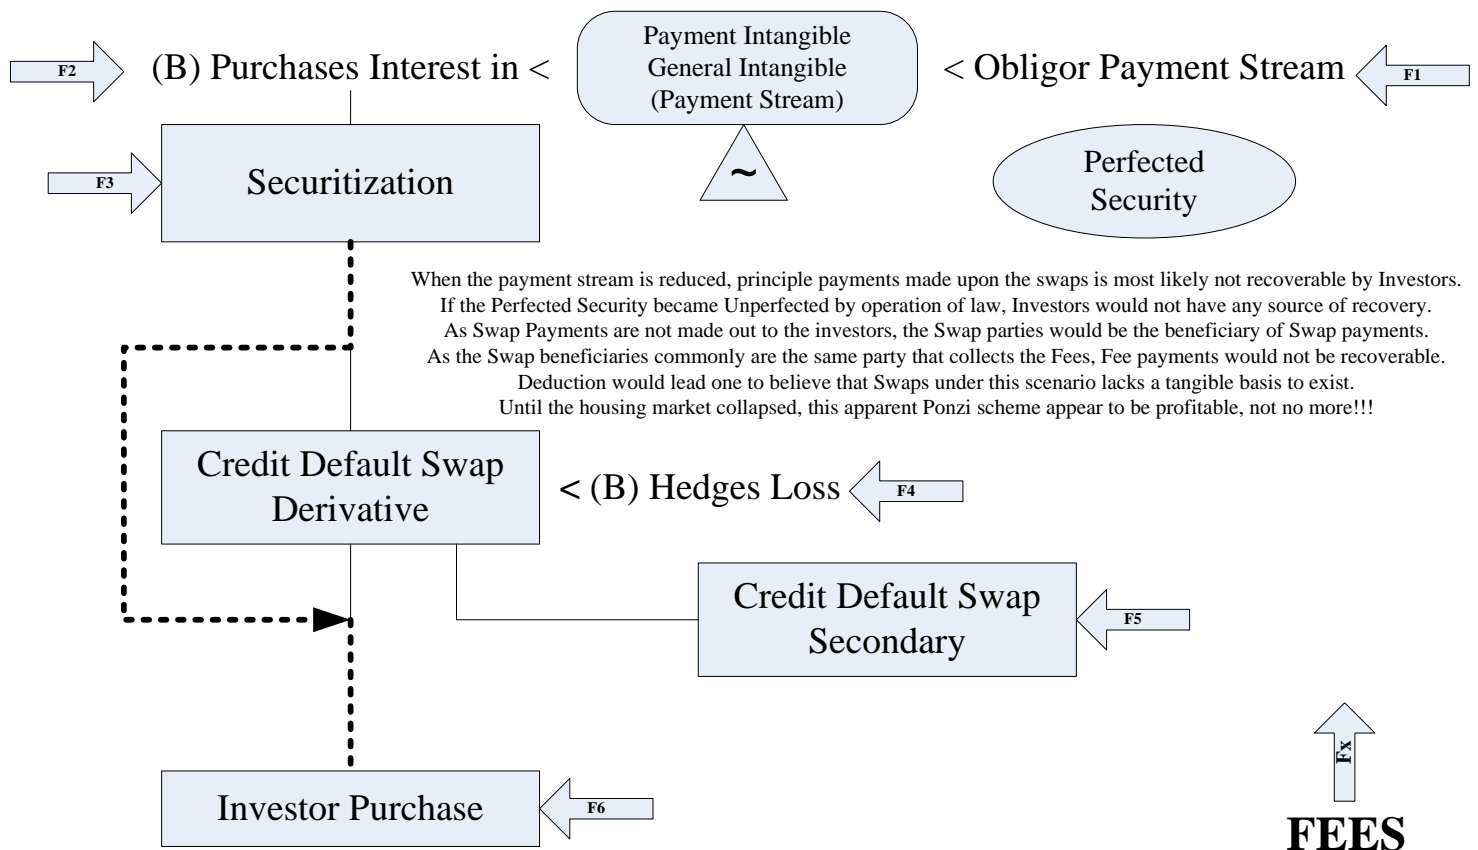 F2
(B) Purchases Interest in <
Payment Intangible
General Intangible
(Payment Stream)
< Obligor Payment Stream
F1
F3
Securitization
~
Perfected
Security
When the payment stream is reduced, principle payments made upon the swaps is most likely not recoverable by Investors.
If the Perfected Security became Unperfected by operation of law, Investors would not have any source of recovery.
As Swap Payments are not made out to the investors, the Swap parties would be the beneficiary of Swap payments.
As the Swap beneficiaries commonly are the same party that collects the Fees, Fee payments would not be recoverable.
Deduction would lead one to believe that Swaps under this scenario lacks a tangible basis to exist.
Until the housing market collapsed, this apparent Ponzi scheme appear to be profitable, not no more!!!
Credit Default Swap
Derivative
< (B) Hedges Loss
F4
Credit Default Swap
Secondary
F5
Investor Purchase
F6
Fx
FEES